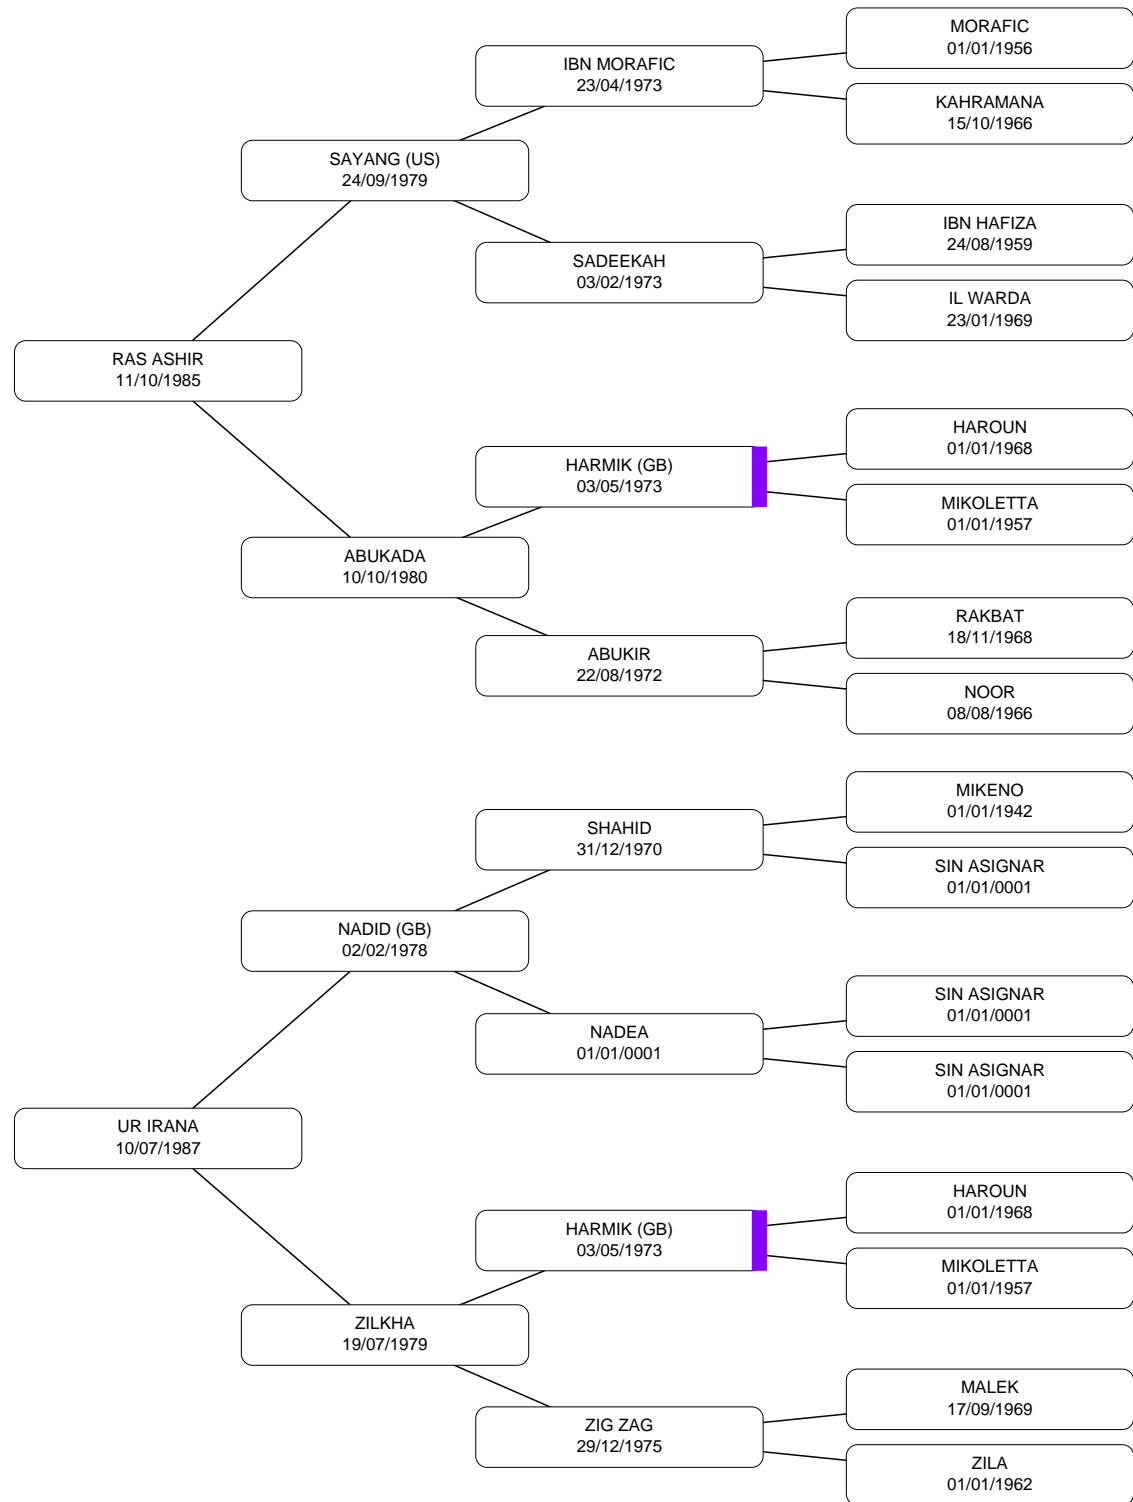 MORAFIC
01/01/1956
IBN MORAFIC
23/04/1973
KAHRAMANA
15/10/1966
SAYANG (US)
24/09/1979
IBN HAFIZA
24/08/1959
SADEEKAH
03/02/1973
IL WARDA
23/01/1969
RAS ASHIR
11/10/1985
HAROUN
01/01/1968
HARMIK (GB)
03/05/1973
MIKOLETTA
01/01/1957
ABUKADA
10/10/1980
RAKBAT
18/11/1968
ABUKIR
22/08/1972
NOOR
08/08/1966
MIKENO
01/01/1942
SHAHID
31/12/1970
SIN ASIGNAR
01/01/0001
NADID (GB)
02/02/1978
SIN ASIGNAR
01/01/0001
NADEA
01/01/0001
SIN ASIGNAR
01/01/0001
UR IRANA
10/07/1987
HAROUN
01/01/1968
HARMIK (GB)
03/05/1973
MIKOLETTA
01/01/1957
ZILKHA
19/07/1979
MALEK
17/09/1969
ZIG ZAG
29/12/1975
ZILA
01/01/1962